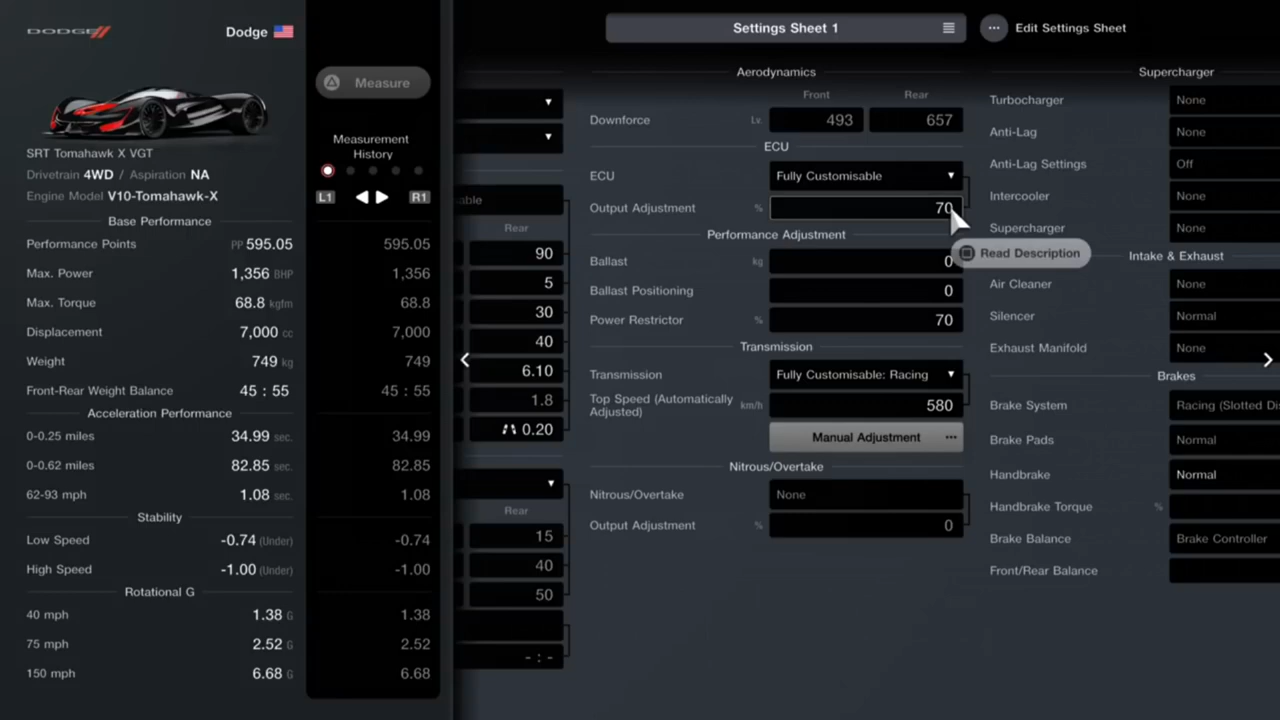 DODGE
Dodge
SRT Tomahawk X VGT
Drivetrain 4WD / Aspiration NA
Engine Model V10-Tomahawk-X
Base Performance
Performance Points PP 595.05
Max. Power 1,356 BHP
Max. Torque 68.8 kgfm
Displacement 7,000 cc
Weight 749 kg
Front-Rear Weight Balance 45 : 55
Acceleration Performance
0-0.25 miles 34.99 sec.
0-0.62 miles 82.85 sec.
62-93 mph 1.08 sec.
Stability
Low Speed -0.74 (Under)
High Speed -1.00 (Under)
Rotational G
40 mph 1.38 G
75 mph 2.52 G
150 mph 6.68 G
Measure
Measurement
History
L1 R1
595.05
1,356
68.8
7,000
749
45 : 55
34.99
82.85
1.08
-0.74
-1.00
1.38
2.52
6.68
Rear
90
5
30
40
6.10
1.8
0.20
Rear
15
40
50
- : -
Settings Sheet 1
Edit Settings Sheet
Aerodynamics
Front Rear
Downforce Lv. 493 657
ECU
ECU Fully Customisable
Output Adjustment % 70
Read Description
Performance Adjustment
Ballast kg 0
Ballast Positioning 0
Power Restrictor % 70
Transmission
Transmission Fully Customisable: Racing
Top Speed (Automatically
Adjusted) km/h 580
Manual Adjustment
Nitrous/Overtake
Nitrous/Overtake None
Output Adjustment % 0
Supercharger
Turbocharger None
Anti-Lag None
Anti-Lag Settings Off
Intercooler None
Supercharger None
Intake & Exhaust
Air Cleaner None
Silencer Normal
Exhaust Manifold None
Brakes
Brake System Racing (Slotted Di
Brake Pads Normal
Handbrake Normal
Handbrake Torque %
Brake Balance Brake Controller
Front/Rear Balance